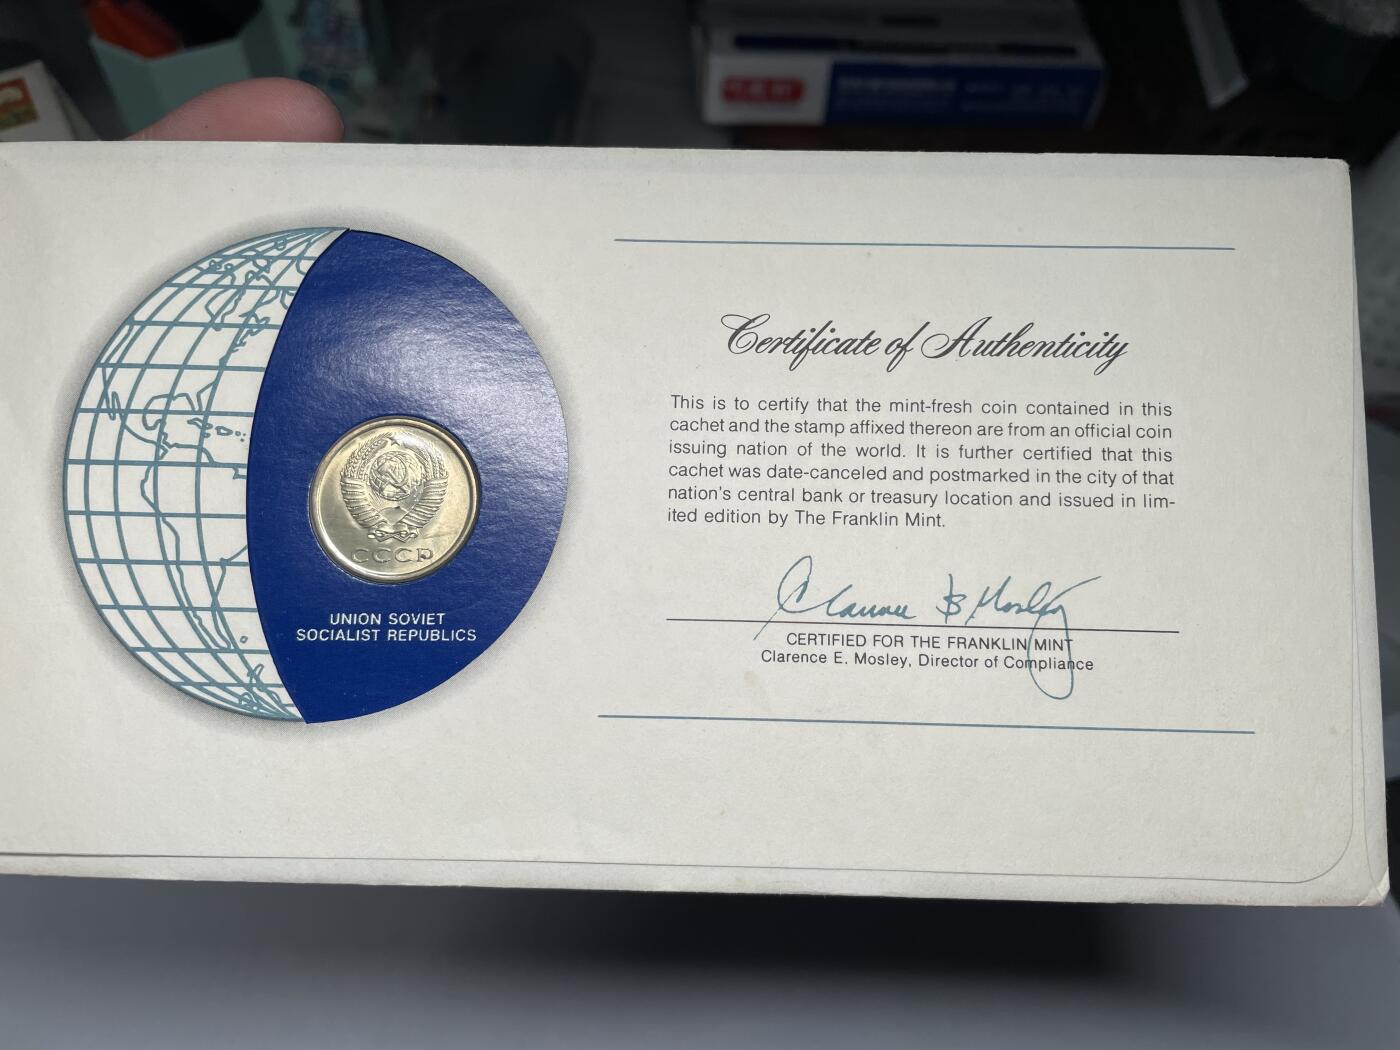 CCCP
UNION SOVIET
SOCIALIST REPUBLICS
Certificate of Authenticity
This is to certify that the mint-fresh coin contained in this
cachet and the stamp affixed thereon are from an official coin
issuing nation of the world. It is further certified that this
cachet was date-canceled and postmarked in the city of that
nation's central bank or treasury location and issued in lim-
ited edition by The Franklin Mint.
CERTIFIED FOR THE FRANKLIN MINT
Clarence E. Mosley, Director of Compliance